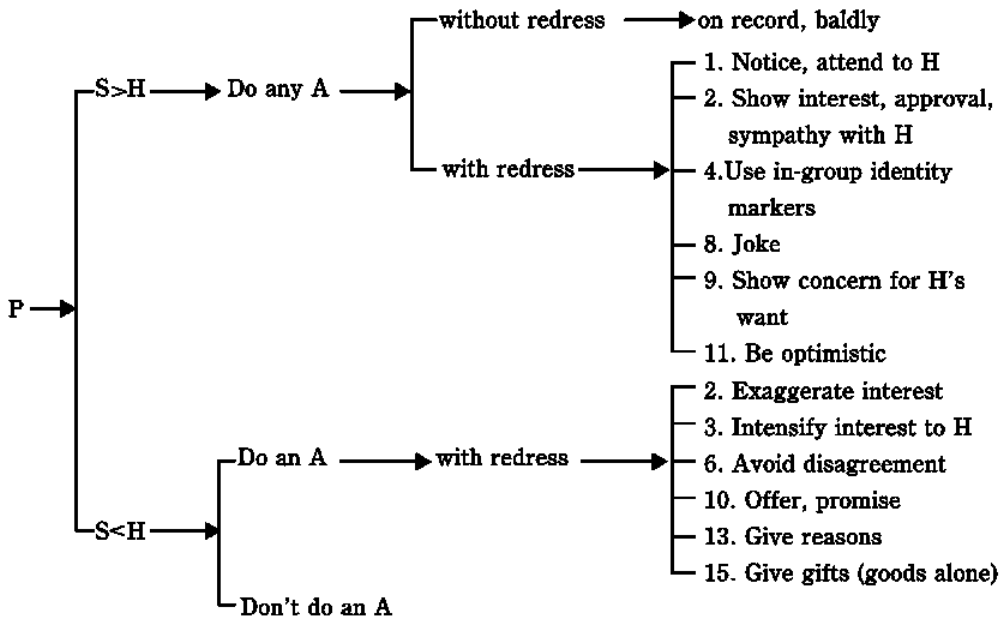 without redress
on record, baldly
S>H
Do any A
1. Notice, attend to H
2. Show interest, approval,
sympathy with H
with redress
4.Use in-group identity
markers
8. Joke
9. Show concern for H's
want
P
11. Be optimistic
2. Exaggerate interest
3. Intensify interest to H
Do an A
with redress
6. Avoid disagreement
10. Offer, promise
S<H
13. Give reasons
15. Give gifts (goods alone)
Don't do an A